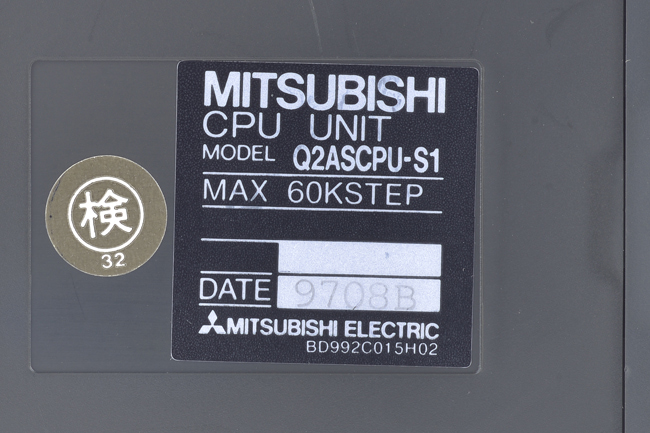 MITSUBISHI
CPU UNIT
MODEL Q2ASCPU-S1
MAX 60KSTEP
DATE 9708B
MITSUBISHI ELECTRIC
BD992C015H02
検
32